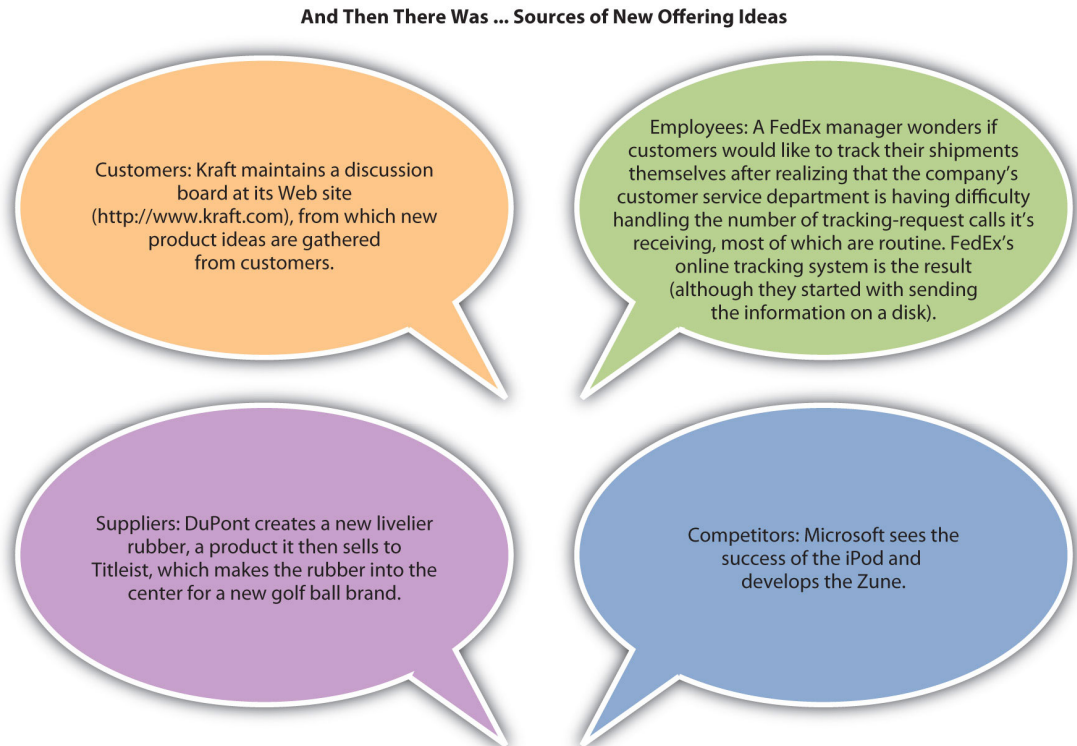 And Then There Was ... Sources of New Offering Ideas
Customers: Kraft maintains a discussion
board at its Web site
(http://www.kraft.com), from which new
product ideas are gathered
from customers.
Employees: A FedEx manager wonders if
customers would like to track their shipments
themselves after realizing that the company’s
customer service department is having difficulty
handling the number of tracking-request calls it’s
receiving, most of which are routine. FedEx’s
online tracking system is the result
(although they started with sending
the information on a disk).
Suppliers: DuPont creates a new livelier
rubber, a product it then sells to
Titleist, which makes the rubber into the
center for a new golf ball brand.
Competitors: Microsoft sees the
success of the iPod and
develops the Zune.